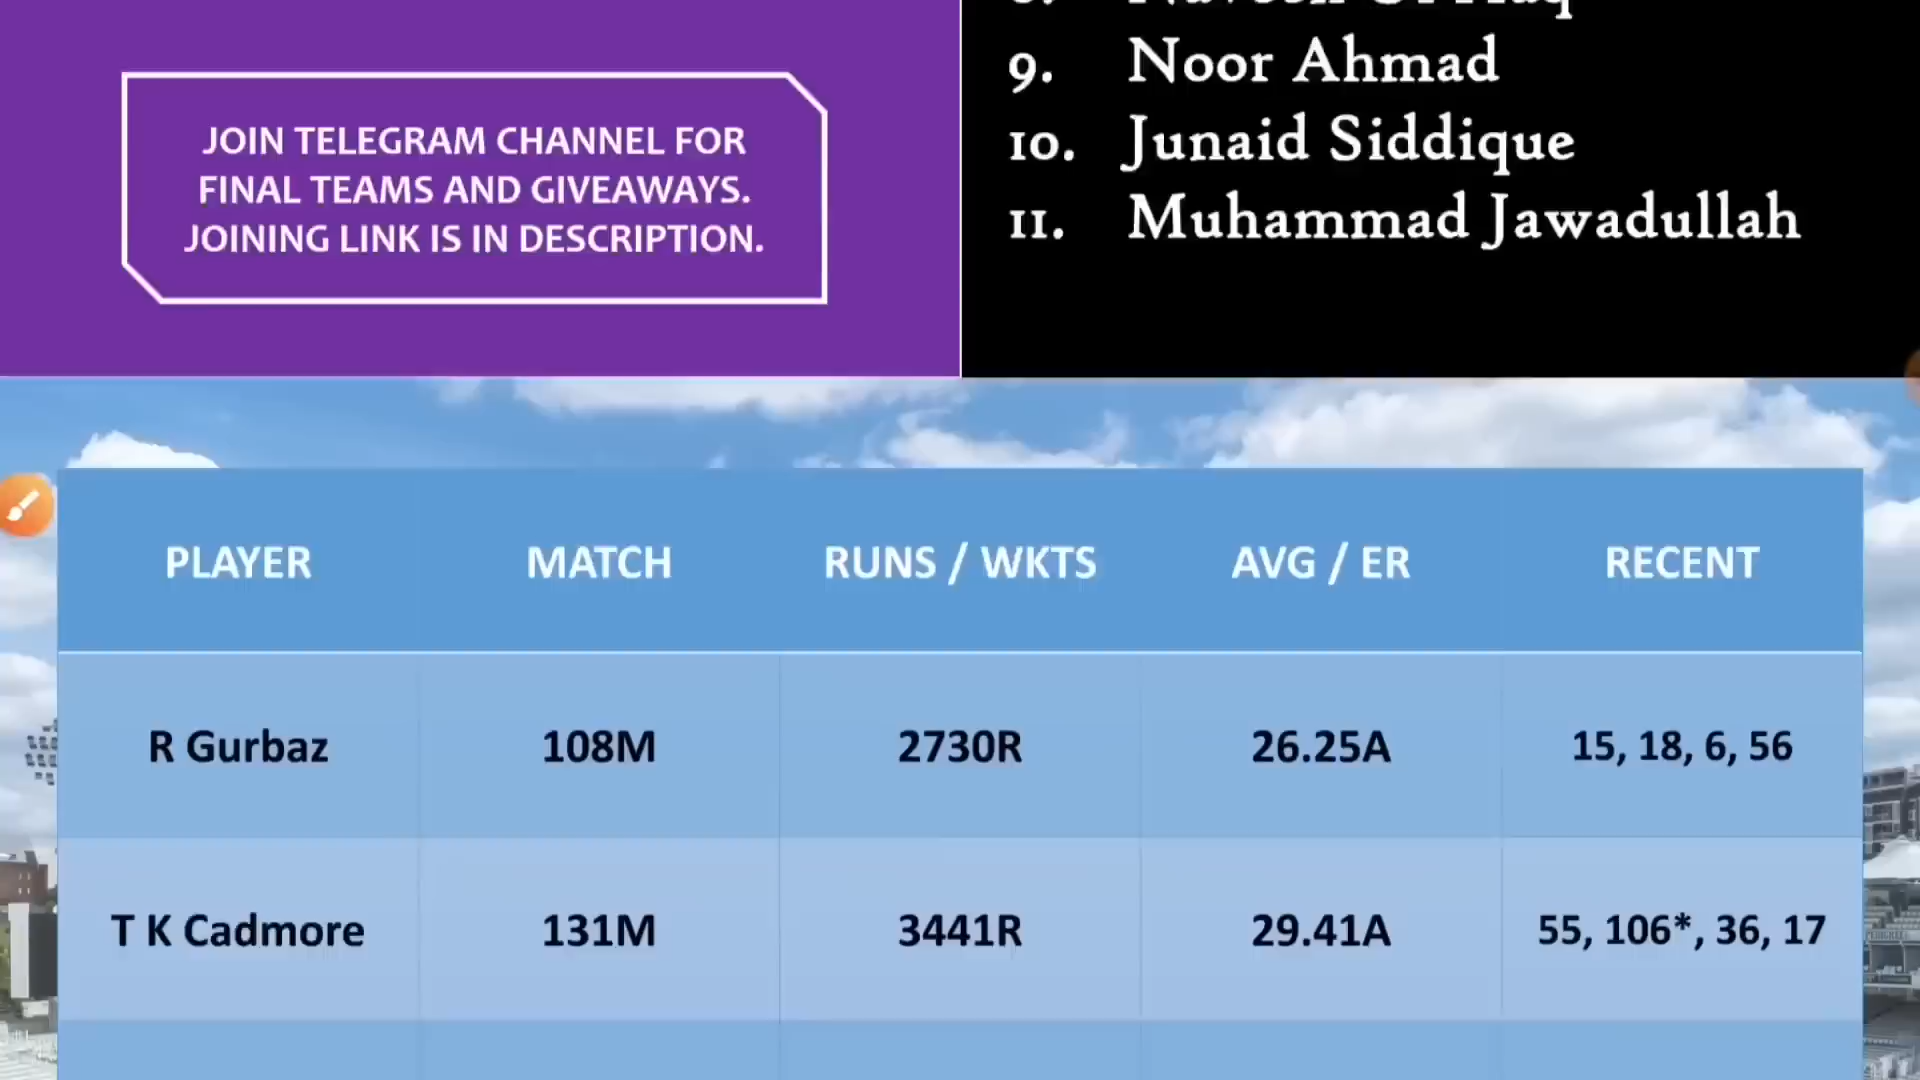 JOIN TELEGRAM CHANNEL FOR
FINAL TEAMS AND GIVEAWAYS.
JOINING LINK IS IN DESCRIPTION.
9. Noor Ahmad
10. Junaid Siddique
11. Muhammad Jawadullah
PLAYER MATCH RUNS / WKTS AVG / ER RECENT
R Gurbaz 108M 2730R 26.25A 15, 18, 6, 56
T K Cadmore 131M 3441R 29.41A 55, 106*, 36, 17